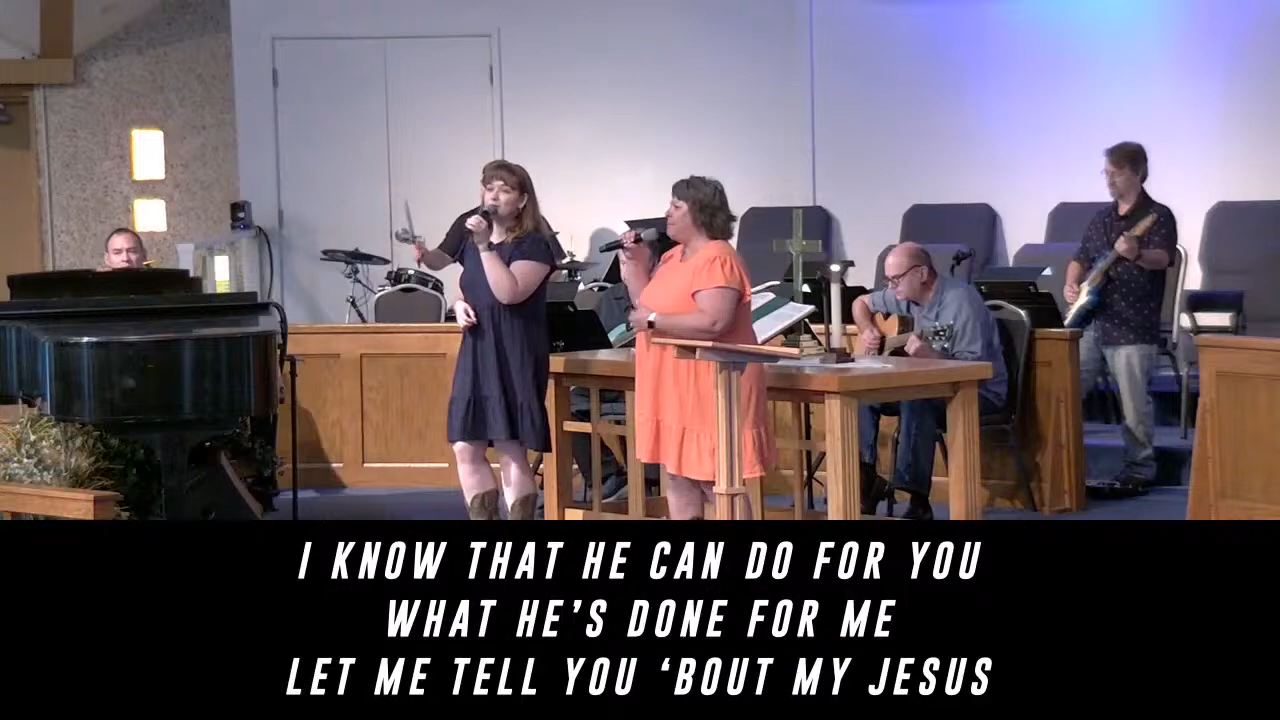 I KNOW THAT HE CAN DO FOR YOU
WHAT HE'S DONE FOR ME
LET ME TELL YOU ‘BOUT MY JESUS